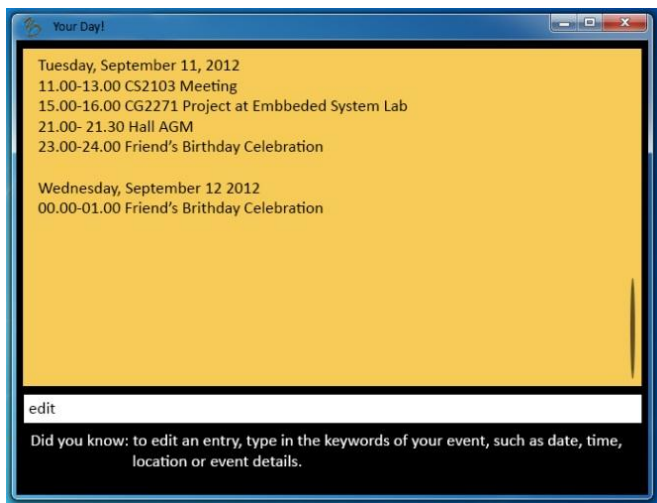 Your Day!
Tuesday, September 11, 2012
11.00-13.00 CS2103 Meeting
15.00-16.00 CG2271 Project at Embbeded System Lab
21.00- 21.30 Hall AGM
23.00-24.00 Friend’s Birthday Celebration
Wednesday, September 12 2012
00.00-01.00 Friend’s Brithday Celebration
edit
Did you know: to edit an entry, type in the keywords of your event, such as date, time,
location or event details.